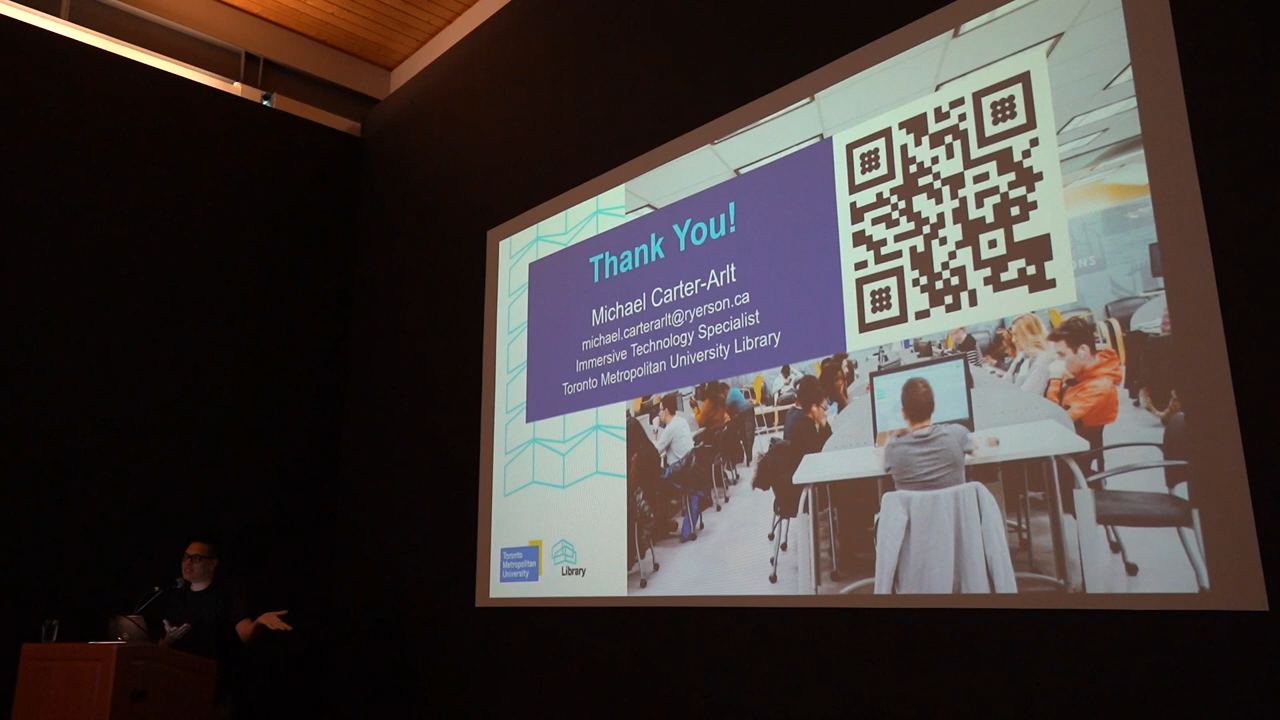 Thank You!
Michael Carter-Arlt
michael.carterarlt@ryerson.ca
Immersive Technology Specialist
Toronto Metropolitan University Library
Toronto
Metropolitan
University
Library